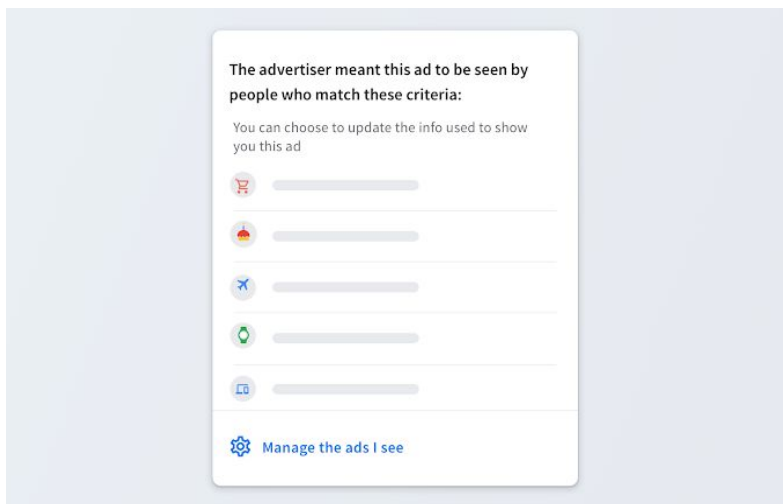 The advertiser meant this ad to be seen by
people who match these criteria:
You can choose to update the info used to show
you this ad
Manage the ads I see